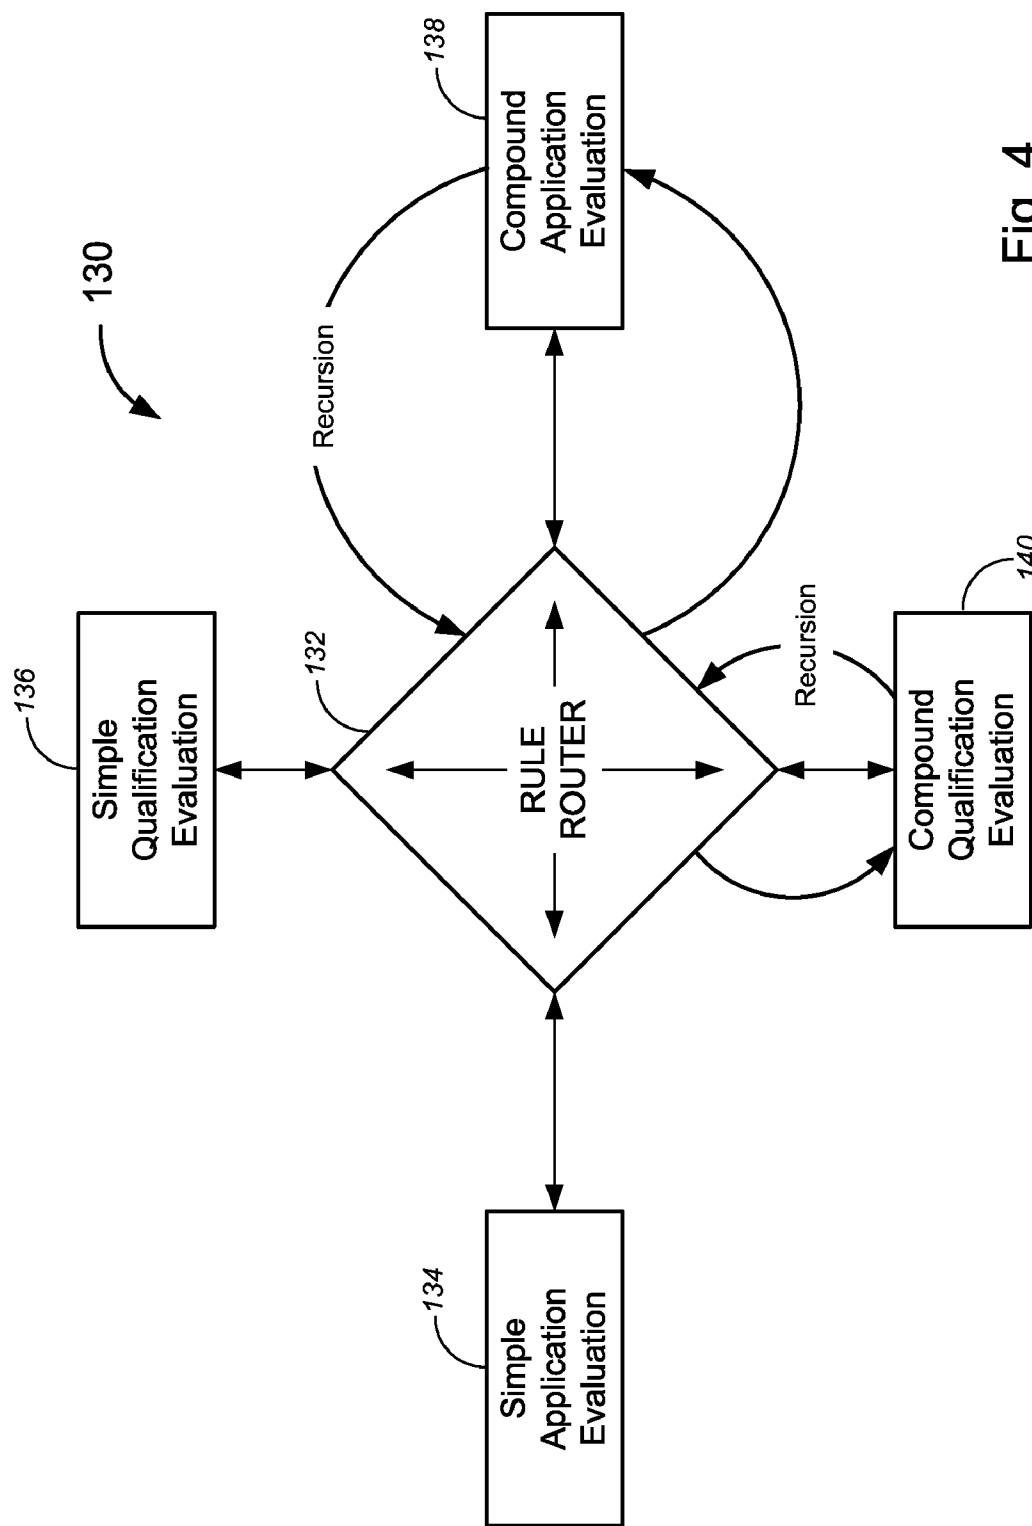 130
136
Simple
Qualification
Evaluation
132
134
Simple
Application
Evaluation
RULE
ROUTER
Recursion
138
Compound
Application
Evaluation
Recursion
Compound
Qualification
Evaluation
140
Fig. 4